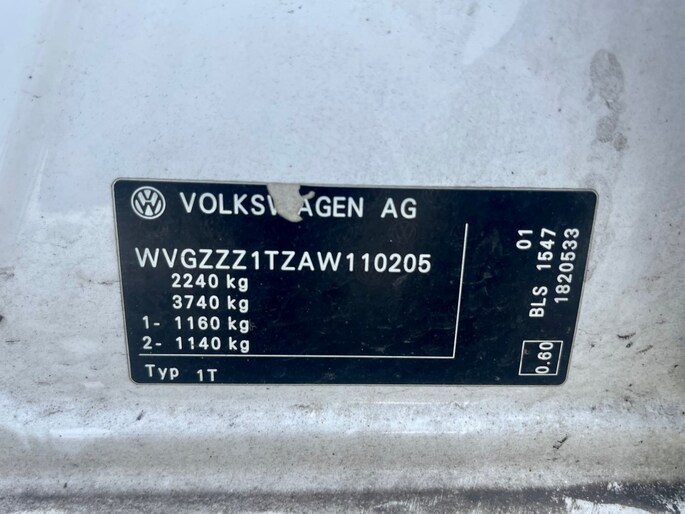 VOLKSWAGEN AG
WVGZZZ1TZAW110205
2240 kg
3740 kg
1- 1160 kg
2- 1140 kg
Typ 1T
01
BLS 1547
1820533
0.60